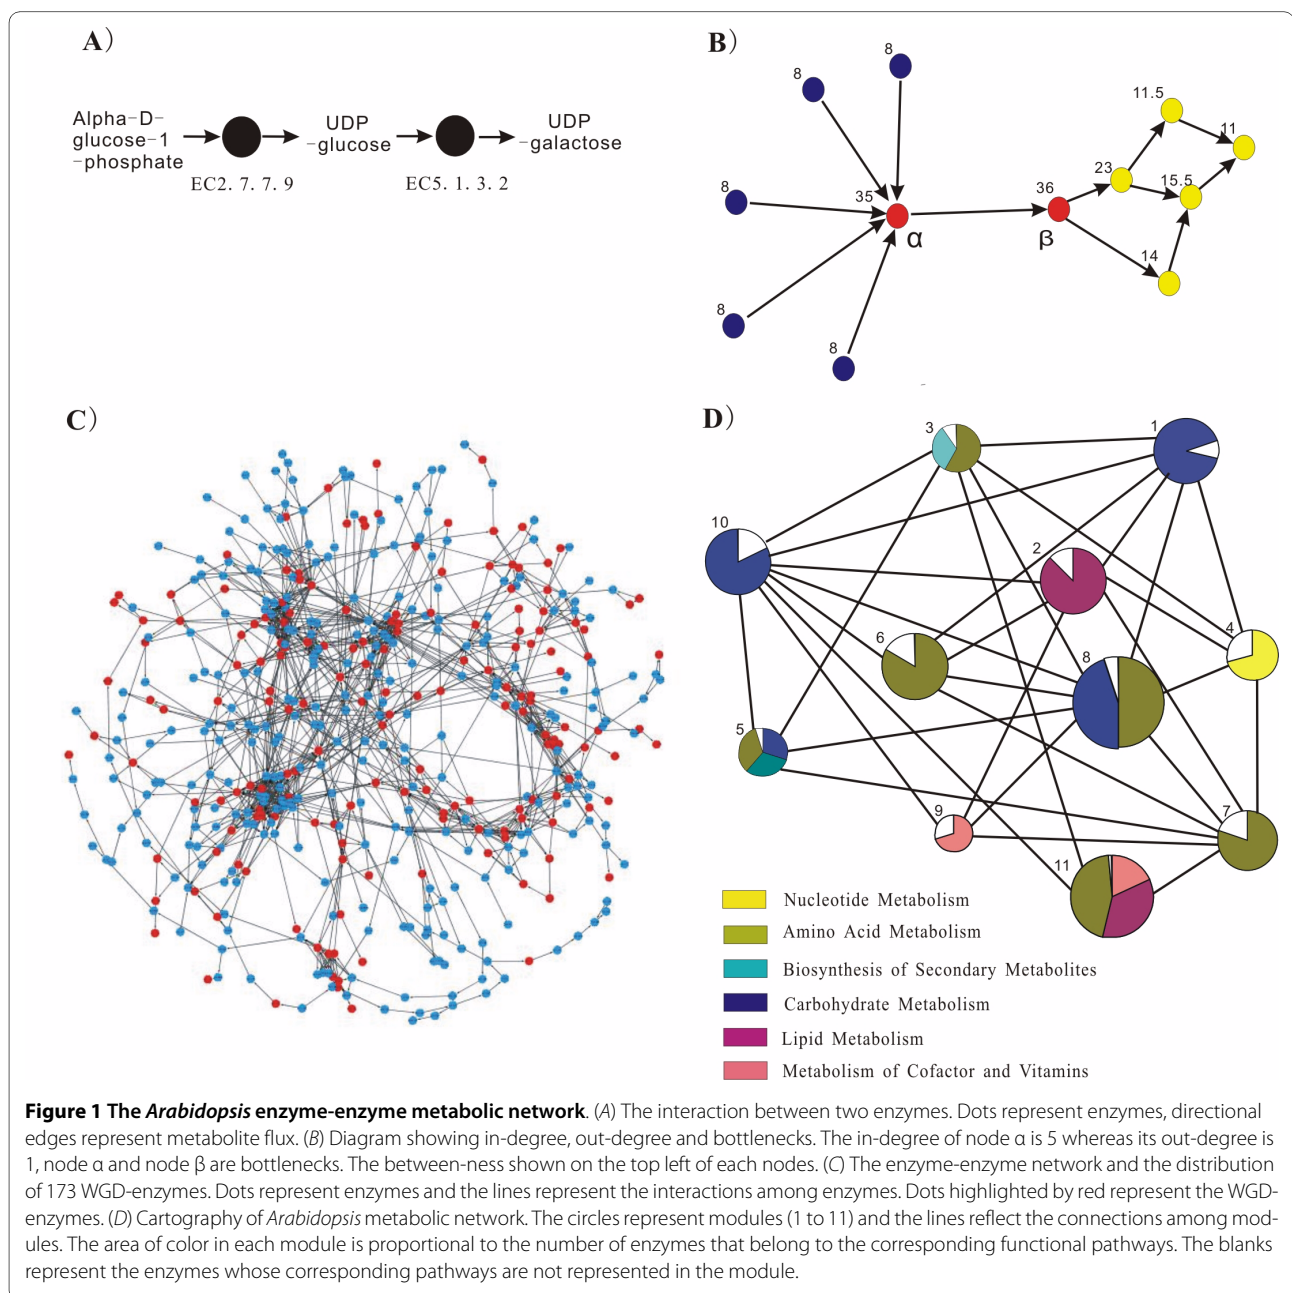 A)
Alpha-D-
glucose-1
-phosphate
UDP
-glucose
UDP
-galactose
EC2. 7. 7. 9
EC5. 1. 3. 2
B)
8
8
8
8
8
35
α
36
β
23
11.5
11
15.5
14
C)
D)
3
1
10
2
4
6
8
5
9
7
11
Nucleotide Metabolism
Amino Acid Metabolism
Biosynthesis of Secondary Metabolites
Carbohydrate Metabolism
Lipid Metabolism
Metabolism of Cofactor and Vitamins
Figure 1 The Arabidopsis enzyme-enzyme metabolic network. (A) The interaction between two enzymes. Dots represent enzymes, directional
edges represent metabolite flux. (B) Diagram showing in-degree, out-degree and bottlenecks. The in-degree of node α is 5 whereas its out-degree is
1, node α and node β are bottlenecks. The between-ness shown on the top left of each nodes. (C) The enzyme-enzyme network and the distribution
of 173 WGD-enzymes. Dots represent enzymes and the lines represent the interactions among enzymes. Dots highlighted by red represent the WGD-
enzymes. (D) Cartography of Arabidopsis metabolic network. The circles represent modules (1 to 11) and the lines reflect the connections among mod-
ules. The area of color in each module is proportional to the number of enzymes that belong to the corresponding functional pathways. The blanks
represent the enzymes whose corresponding pathways are not represented in the module.